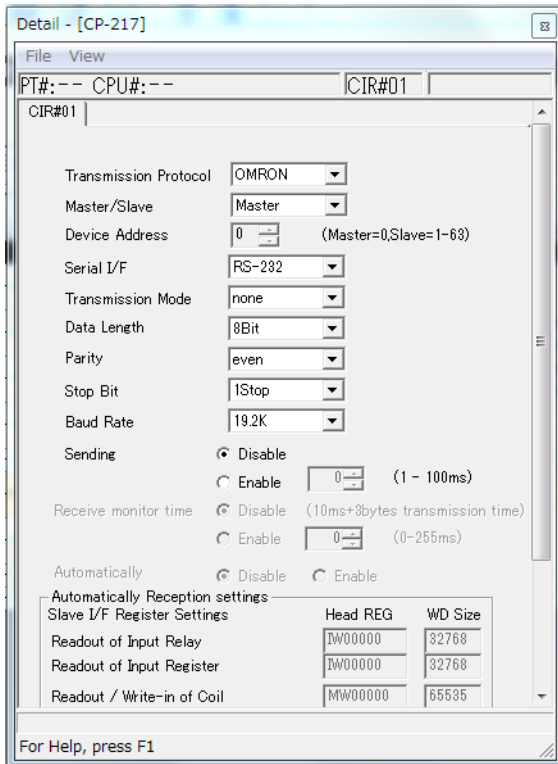 Detail - [CP-217]
File View
PT#:-- CPU#:-- CIR#01
CIR#01
Transmission Protocol OMRON
Master/Slave Master
Device Address 0 (Master=0,Slave=1-63)
Serial I/F RS-232
Transmission Mode none
Data Length 8Bit
Parity even
Stop Bit 1Stop
Baud Rate 19.2K
Sending Disable
Enable 0 (1 - 100ms)
Receive monitor time Disable (10ms+3bytes transmission time)
Enable 0 (0-255ms)
Automatically Disable Enable
Automatically Reception settings
Slave I/F Register Settings Head REG WD Size
Readout of Input Relay IW00000 32768
Readout of Input Register IW00000 32768
Readout / Write-in of Coil MW00000 65535
For Help, press F1